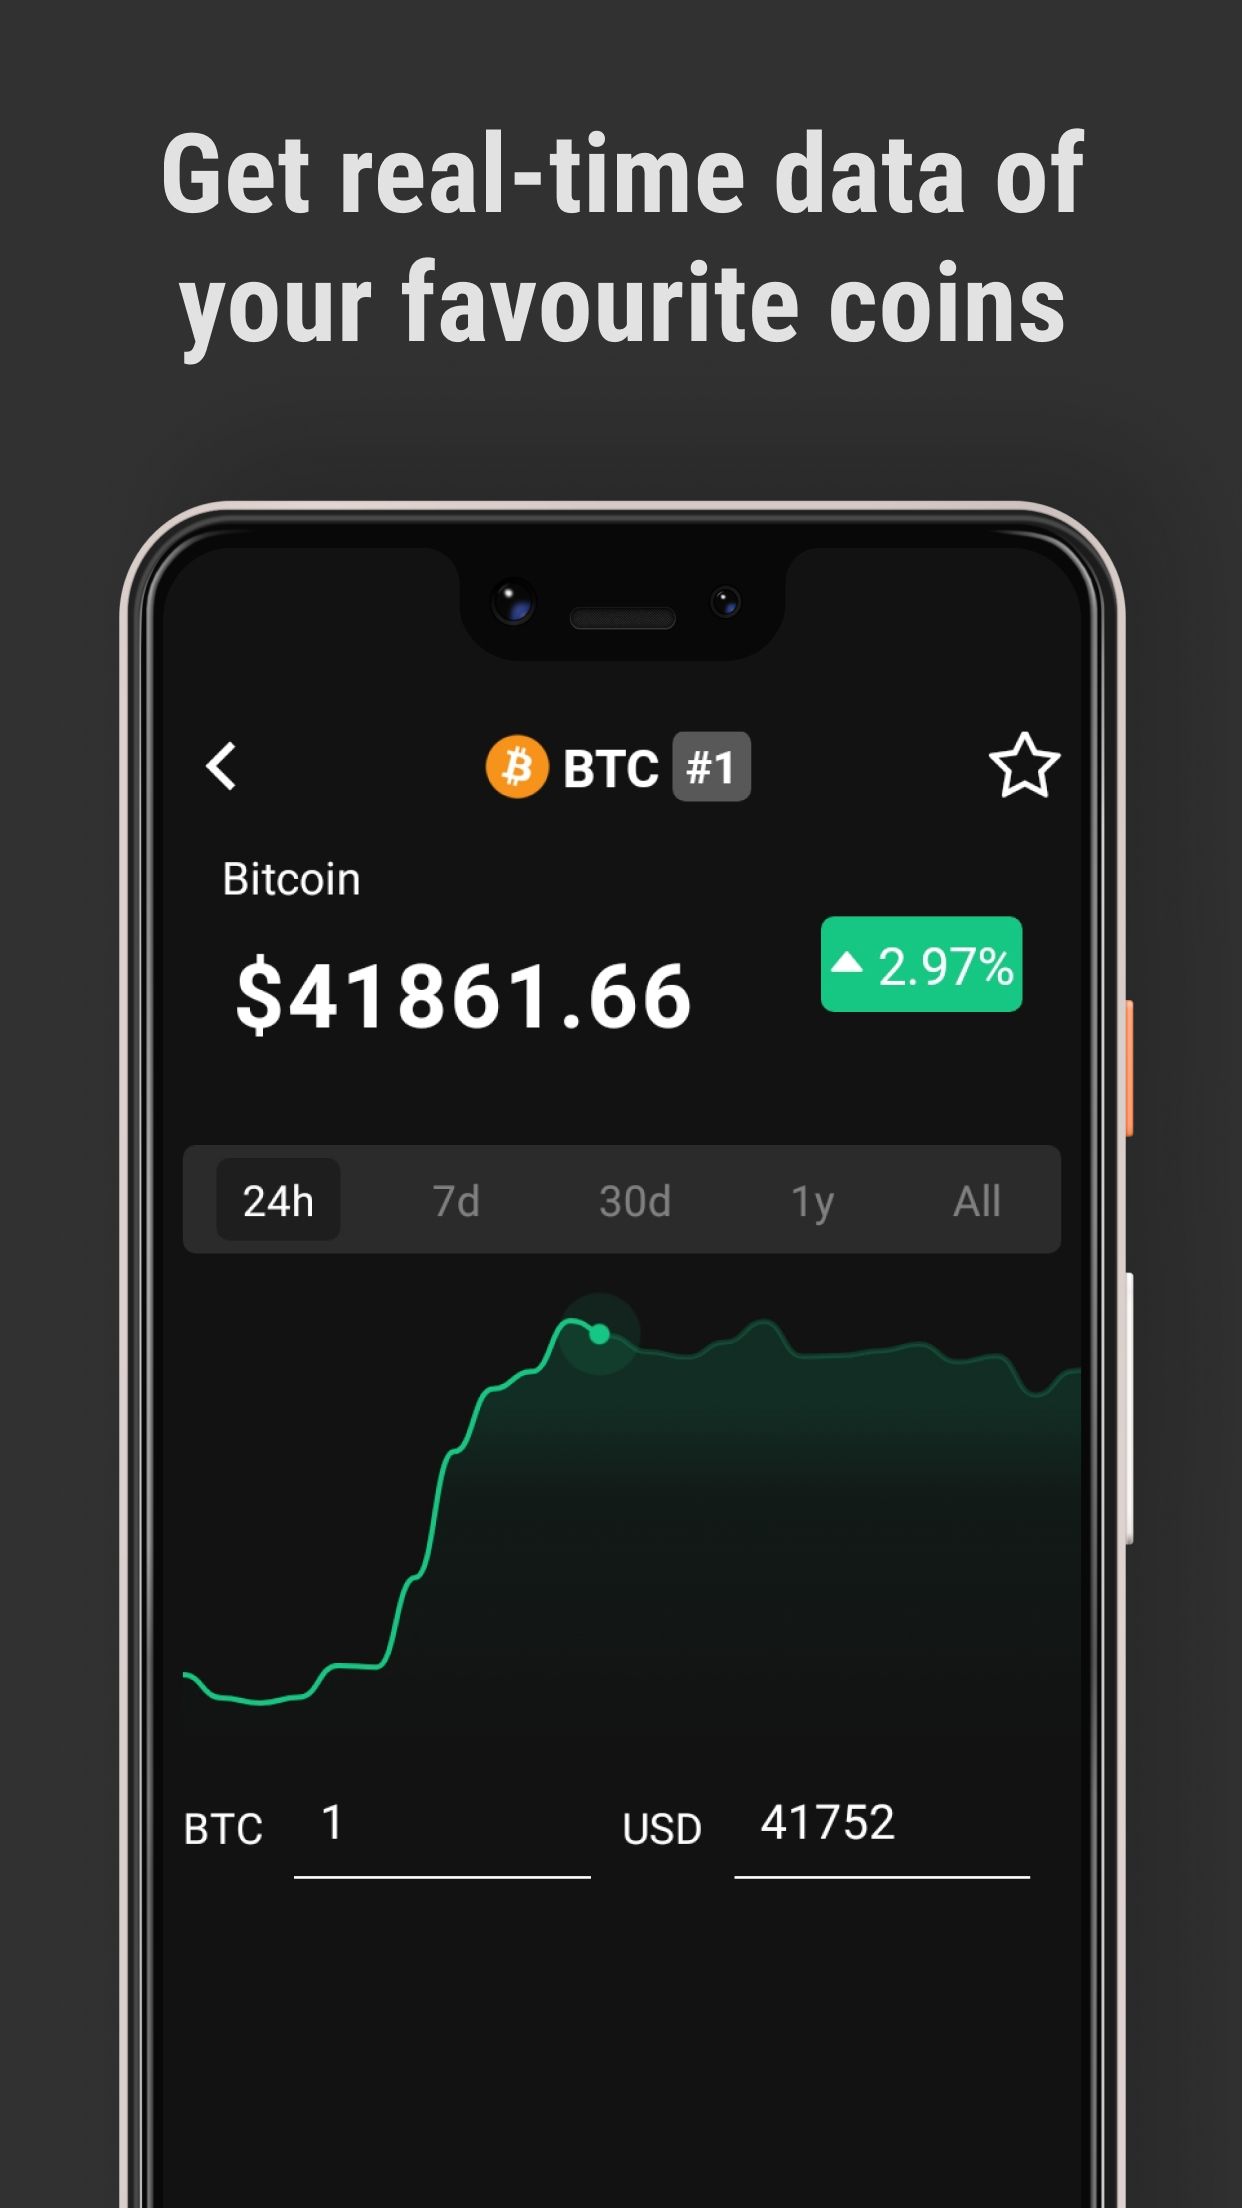 Get real-time data of
your favourite coins
BTC #1
Bitcoin
$41861.66
2.97%
24h 7d 30d 1y All
BTC 1 USD 41752